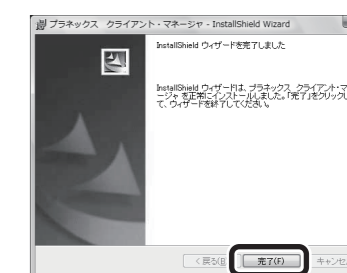 プラネックス クライアント・マネージャ - InstallShield Wizard
InstallShield ウィザードを完了しました
InstallShield ウィザードは、プラネックス クライアント・マ
ージャ を正常にインストールしました。「完了」をクリックし
て、ウィザードを終了してください。
< 戻る(B
完了(F)
キャンセ